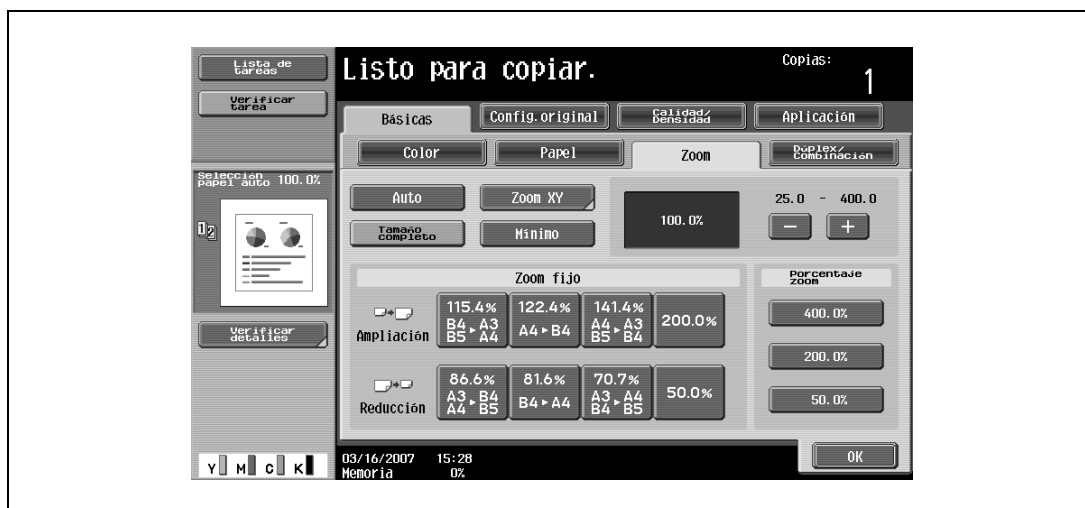 Lista de
tareas
Verificar
tarea
Listo para copiar.
Copias:
1
Básicas
Config.original
Calidad/
Densidad
Aplicación
Color
Papel
Zoom
Dúplex/
Combinación
Selección
papel auto 100.0%
1 2
Verificar
detalles
Auto
Zoom XY
Tamaño
completo
Mínimo
100.0%
25.0 - 400.0
− +
Zoom fijo
Ampliación
115.4%
B4 ▸ A3
B5 ▸ A4
122.4%
A4 ▸ B4
141.4%
A4 ▸ A3
B5 ▸ B4
200.0%
Reducción
86.6%
A3 ▸ B4
A4 ▸ B5
81.6%
B4 ▸ A4
70.7%
A3 ▸ A4
B4 ▸ B5
50.0%
Porcentaje
zoom
400.0%
200.0%
50.0%
Y M C K
03/16/2007 15:28
Memoria 0%
OK